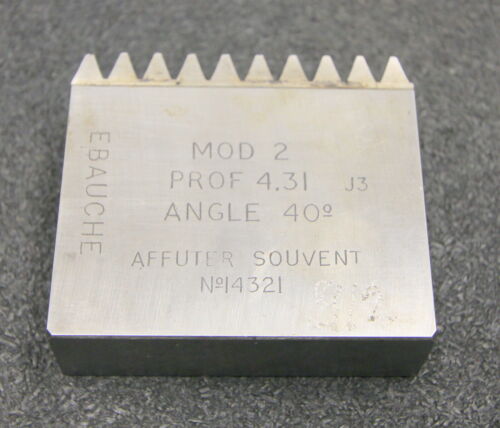 EBAUCHE
MOD 2
PROF 4,31 J3
ANGLE 40º
AFFUTER SOUVENT
Nº14321